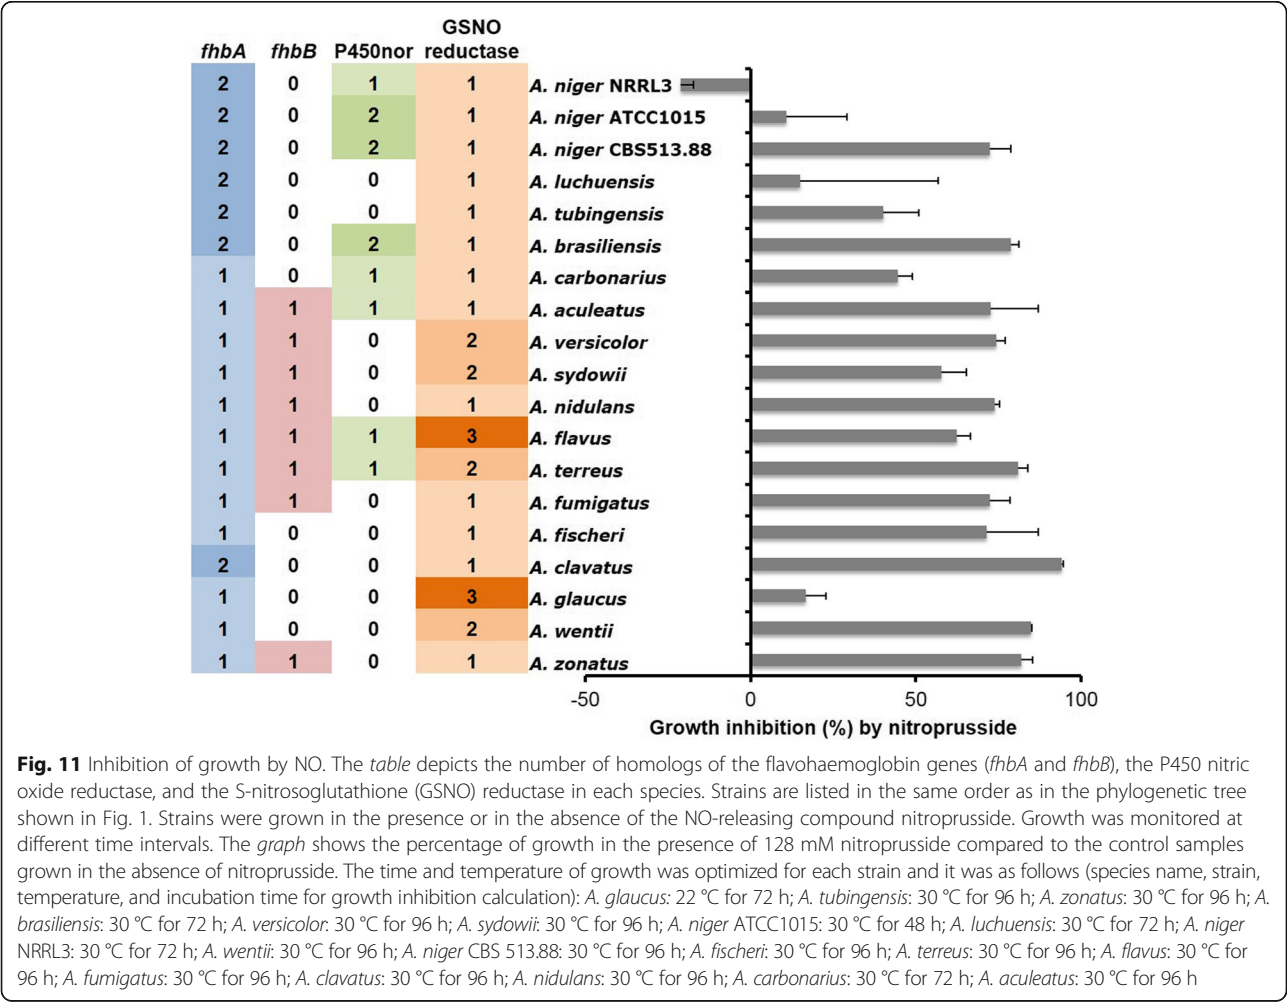 GSNO
fhbA fhbB P450nor reductase
2 0 1 1 A. niger NRRL3
2 0 2 1 A. niger ATCC1015
2 0 2 1 A. niger CBS513.88
2 0 0 1 A. luchuensis
2 0 0 1 A. tubingensis
2 0 2 1 A. brasiliensis
1 0 1 1 A. carbonarius
1 1 1 1 A. aculeatus
1 1 0 2 A. versicolor
1 1 0 2 A. sydowii
1 1 0 1 A. nidulans
1 1 1 3 A. flavus
1 1 1 2 A. terreus
1 1 0 1 A. fumigatus
1 0 0 1 A. fischeri
2 0 0 1 A. clavatus
1 0 0 3 A. glaucus
1 0 0 2 A. wentii
1 1 0 1 A. zonatus
-50 0 50 100
Growth inhibition (%) by nitroprusside
Fig. 11 Inhibition of growth by NO. The table depicts the number of homologs of the flavohaemoglobin genes (fhbA and fhbB), the P450 nitric
oxide reductase, and the S-nitrosoglutathione (GSNO) reductase in each species. Strains are listed in the same order as in the phylogenetic tree
shown in Fig. 1. Strains were grown in the presence or in the absence of the NO-releasing compound nitroprusside. Growth was monitored at
different time intervals. The graph shows the percentage of growth in the presence of 128 mM nitroprusside compared to the control samples
grown in the absence of nitroprusside. The time and temperature of growth was optimized for each strain and it was as follows (species name, strain,
temperature, and incubation time for growth inhibition calculation): A. glaucus: 22 °C for 72 h; A. tubingensis: 30 °C for 96 h; A. zonatus: 30 °C for 96 h; A.
brasiliensis: 30 °C for 72 h; A. versicolor: 30 °C for 96 h; A. sydowii: 30 °C for 96 h; A. niger ATCC1015: 30 °C for 48 h; A. luchuensis: 30 °C for 72 h; A. niger
NRRL3: 30 °C for 72 h; A. wentii: 30 °C for 96 h; A. niger CBS 513.88: 30 °C for 96 h; A. fischeri: 30 °C for 96 h; A. terreus: 30 °C for 96 h; A. flavus: 30 °C for
96 h; A. fumigatus: 30 °C for 96 h; A. clavatus: 30 °C for 96 h; A. nidulans: 30 °C for 96 h; A. carbonarius: 30 °C for 72 h; A. aculeatus: 30 °C for 96 h